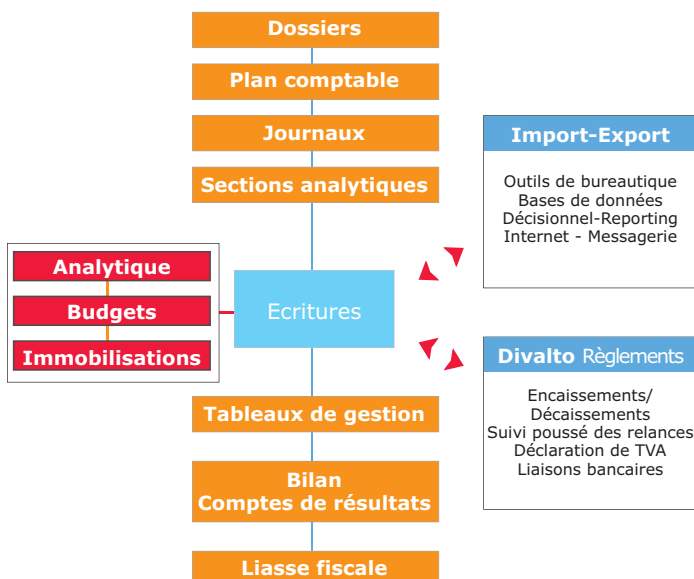 Dossiers
Plan comptable
Journaux
Sections analytiques
Import-Export
Outils de bureautique
Bases de données
Décisionnel-Reporting
Internet - Messagerie
Analytique
Budgets
Immobilisations
Ecritures
Divalto Règlements
Encaissements/
Décaissements
Suivi poussé des relances
Déclaration de TVA
Liaisons bancaires
Tableaux de gestion
Bilan
Comptes de résultats
Liasse fiscale